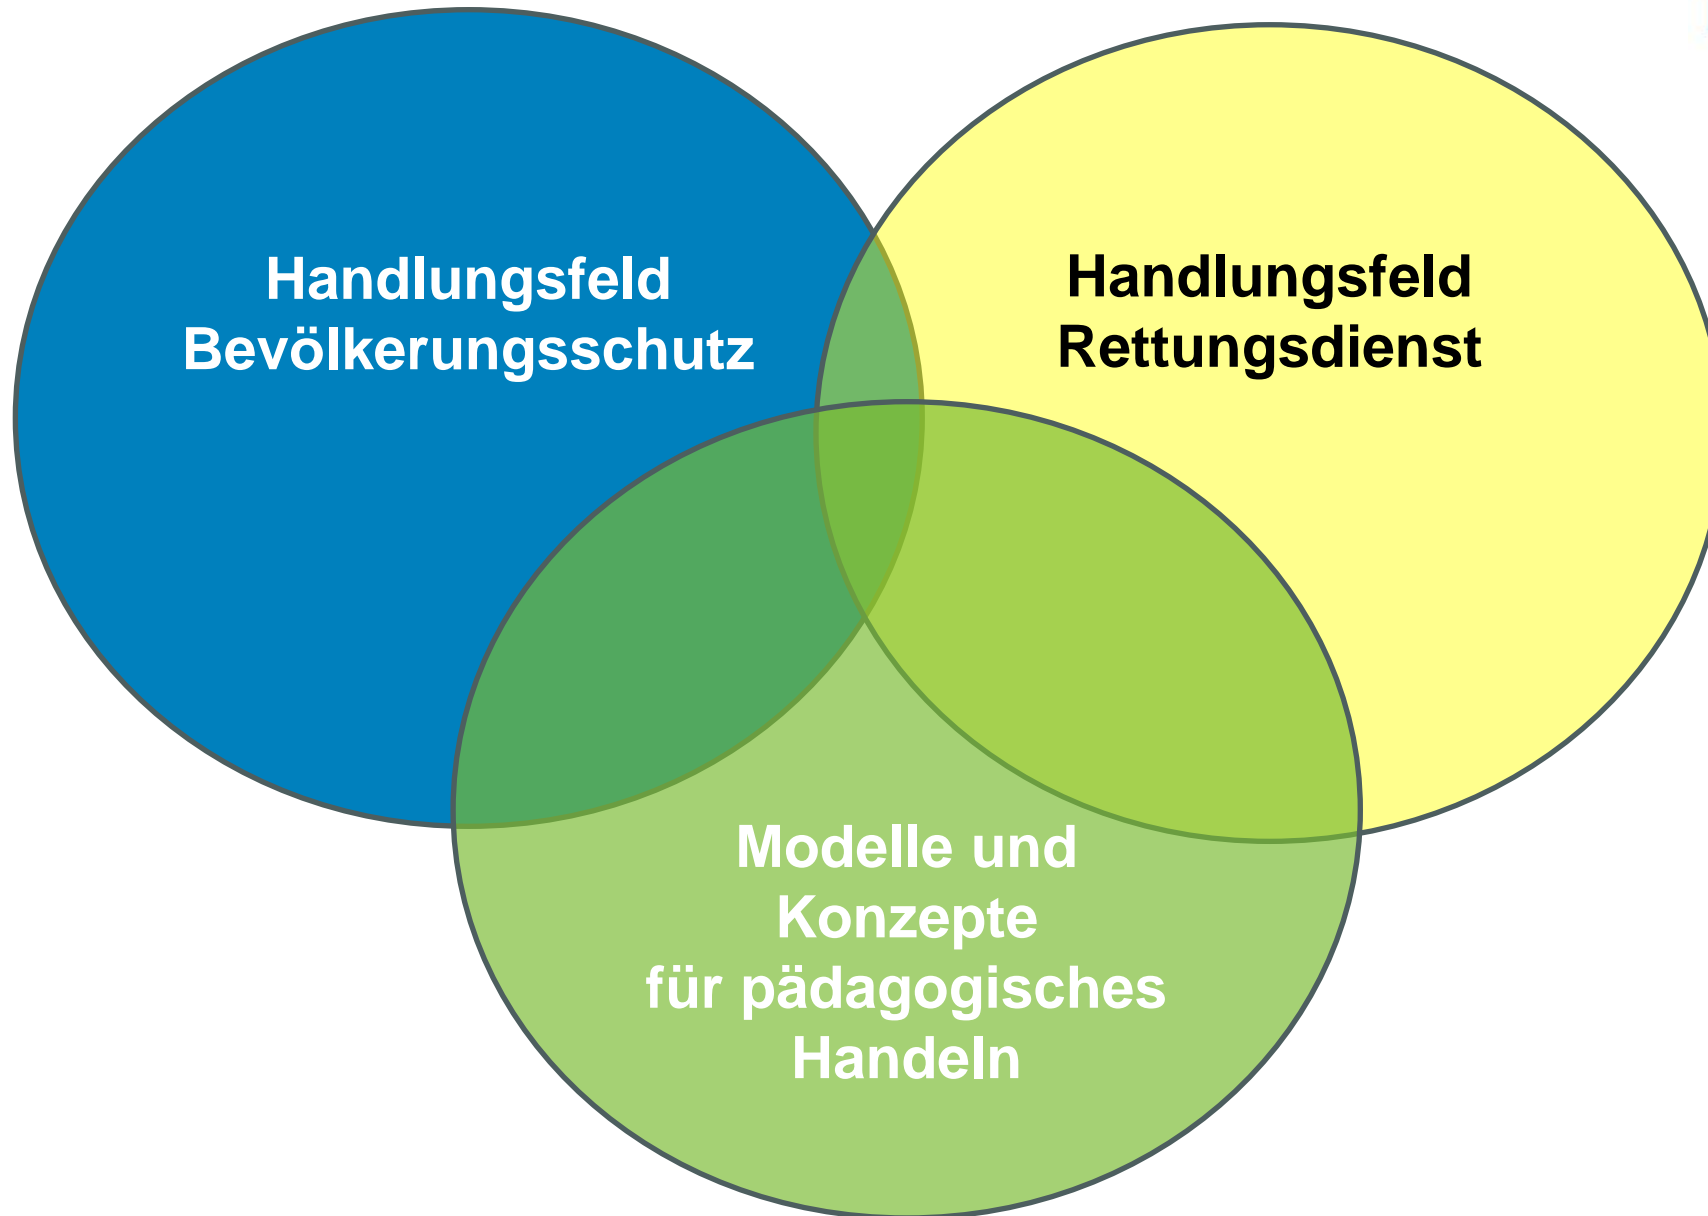 Handlungsfeld
Bevölkerungsschutz
Handlungsfeld
Rettungsdienst
Modelle und
Konzepte
für pädagogisches
Handeln